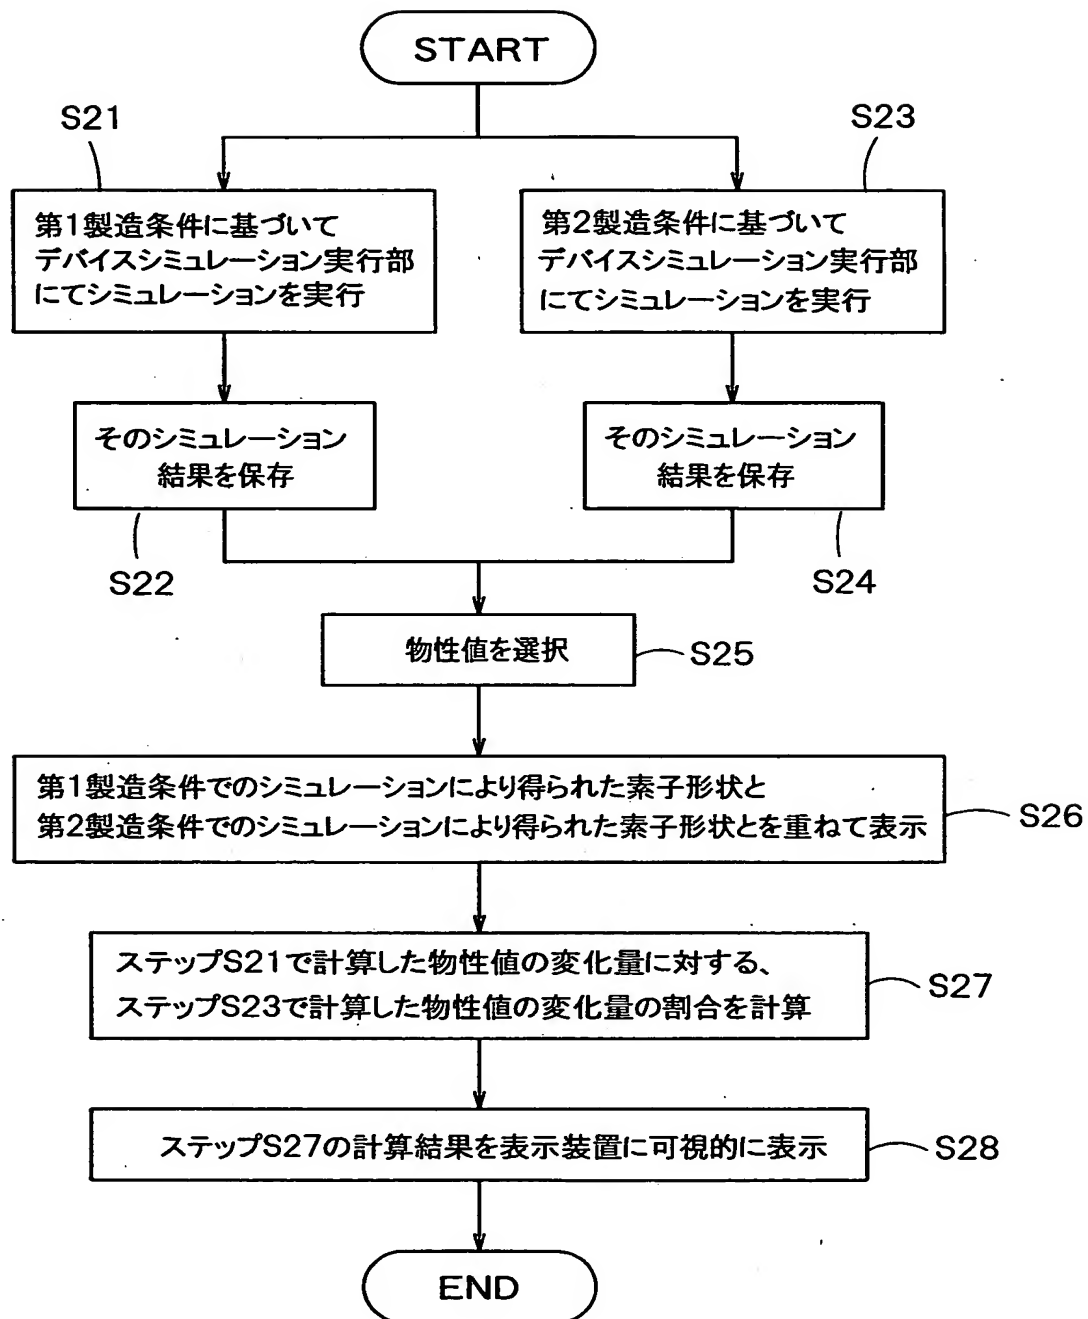 START
S21
S23
第1製造条件に基づいて
デバイスシミュレーション実行部
にてシミュレーションを実行
第2製造条件に基づいて
デバイスシミュレーション実行部
にてシミュレーションを実行
そのシミュレーション
結果を保存
そのシミュレーション
結果を保存
S22
S24
物性値を選択
S25
第1製造条件でのシミュレーションにより得られた素子形状と
第2製造条件でのシミュレーションにより得られた素子形状とを重ねて表示
S26
ステップS21で計算した物性値の変化量に対する、
ステップS23で計算した物性値の変化量の割合を計算
S27
ステップS27の計算結果を表示装置に可視的に表示
S28
END